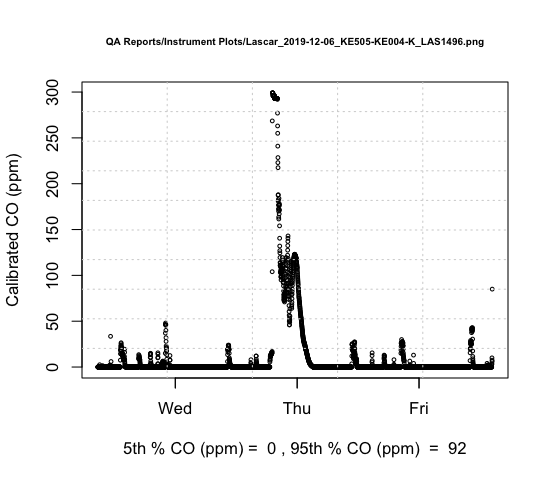 QA Reports/Instrument Plots/Lascar_2019-12-06_KE505-KE004-K_LAS1496.png
300
250
200
150
100
50
0
Calibrated CO (ppm)
Wed Thu Fri
5th % CO (ppm) = 0 , 95th % CO (ppm) = 92